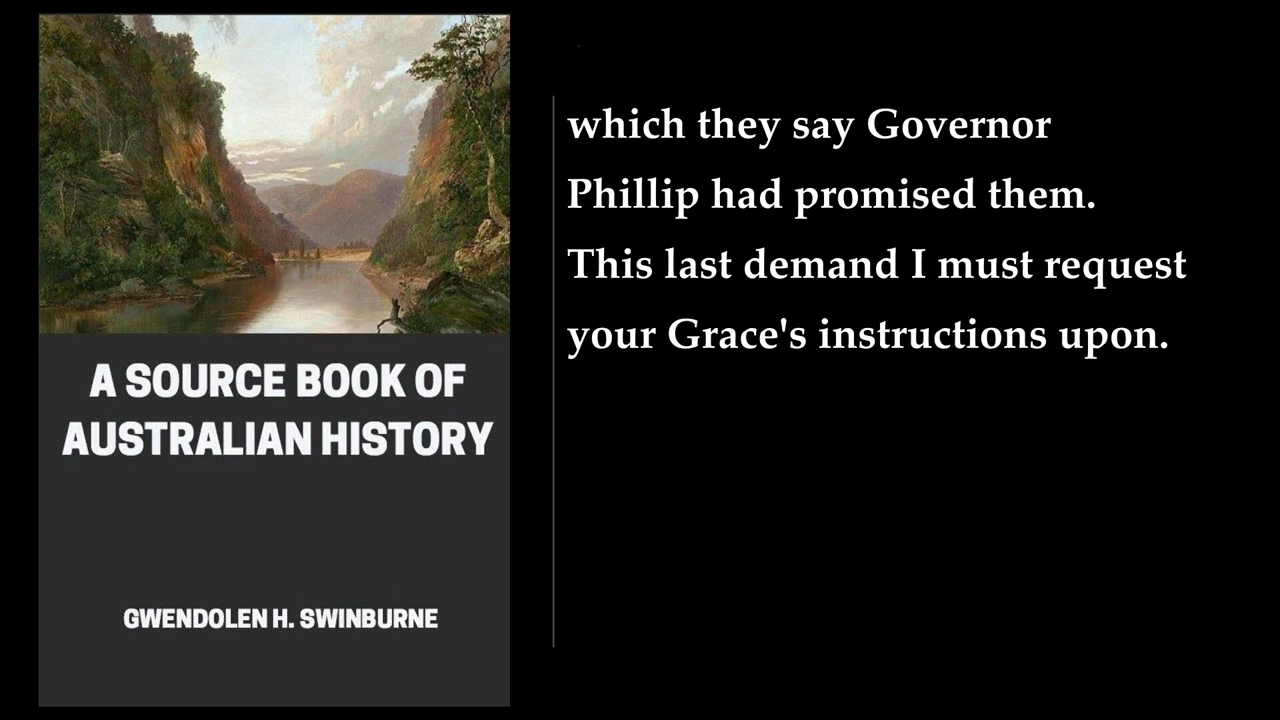 A SOURCE BOOK OF
AUSTRALIAN HISTORY
GWENDOLEN H. SWINBURNE
which they say Governor
Phillip had promised them.
This last demand I must request
your Grace's instructions upon.